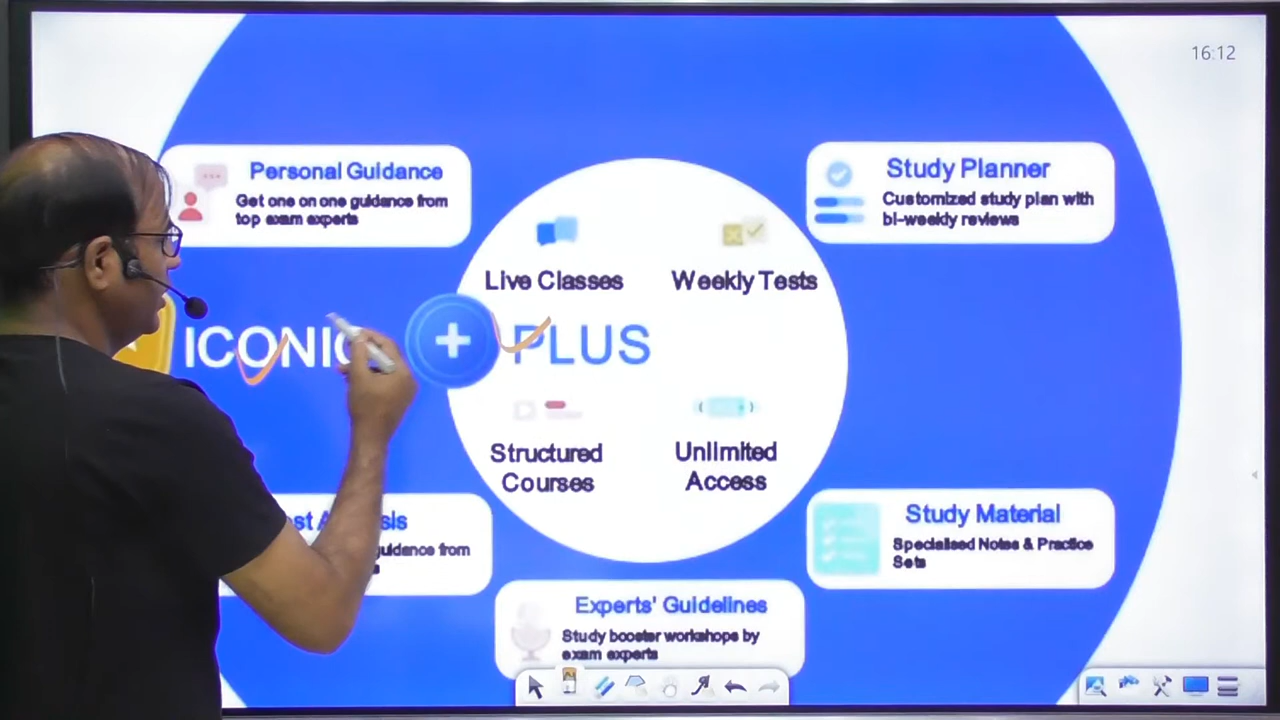 16:12
Personal Guidance
Get one on one guidance from
top exam experts
Study Planner
Customized study plan with
bi-weekly reviews
Live Classes
Weekly Tests
ICONIC
+
PLUS
Structured
Courses
Unlimited
Access
guidance from
Study Material
Specialised Notes & Practice
Sets
Experts' Guidelines
Study booster workshops by
exam experts